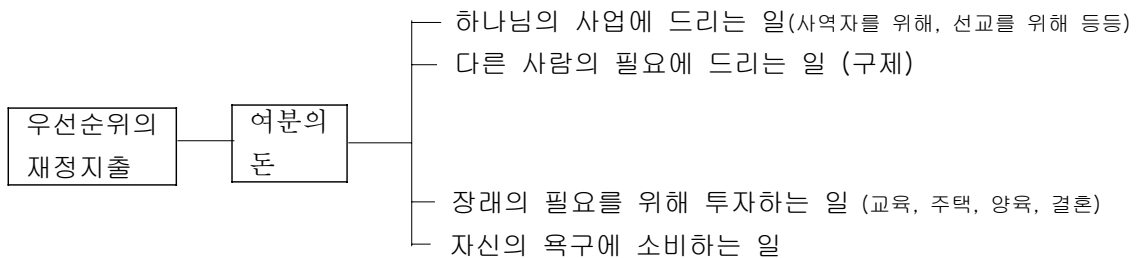 하나님의 사업에 드리는 일(사역자를 위해, 선교를 위해 등등)
다른 사람의 필요에 드리는 일 (구제)
우선순위의
재정지출
여분의
돈
장래의 필요를 위해 투자하는 일 (교육, 주택, 양육, 결혼)
자신의 욕구에 소비하는 일